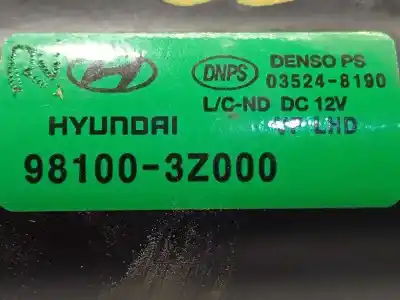 DNPS
DENSO PS
03524-8190
L/C-ND DC 12V
HYUNDAI
LHD
98100-3Z000